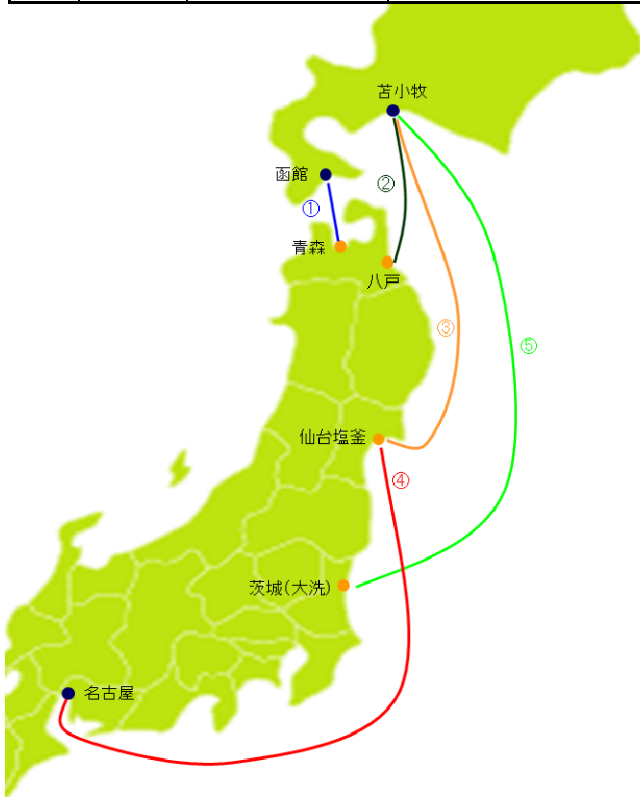 苫小牧
函館
②
①
青森
八戸
③
⑤
仙台塩釜
④
茨城(大洗)
名古屋